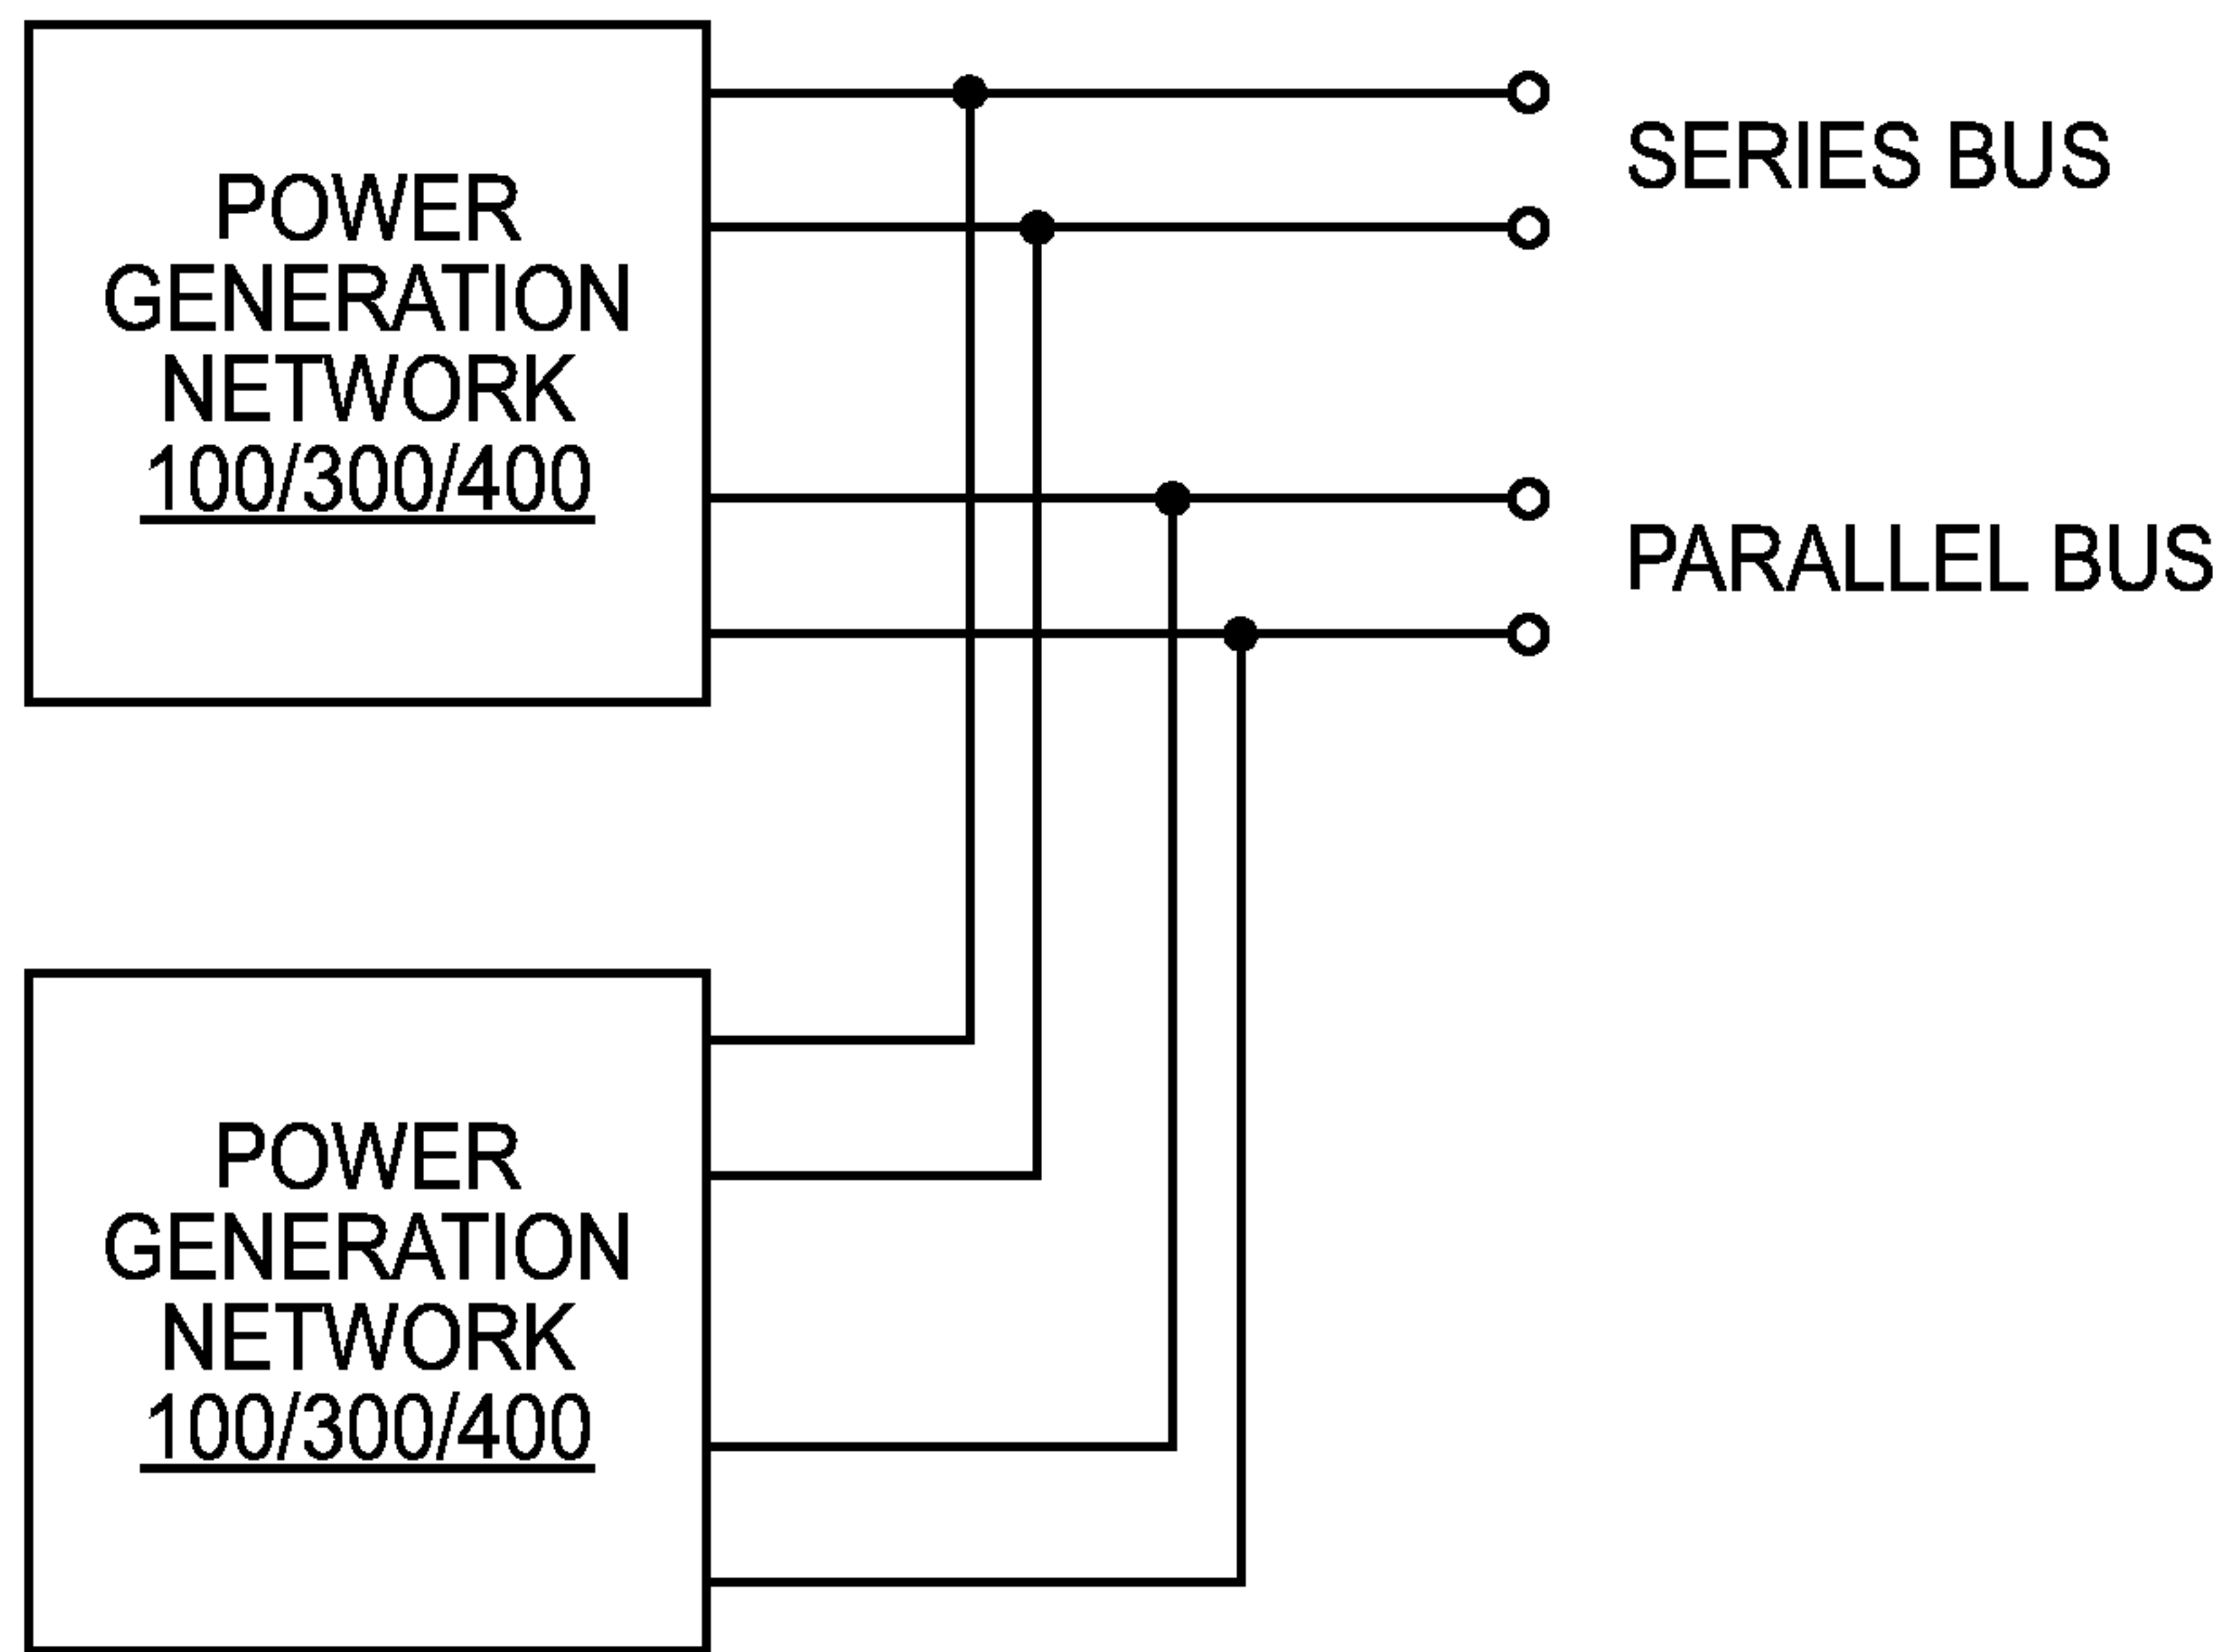 POWER
GENERATION
NETWORK
100/300/400
SERIES BUS
PARALLEL BUS
POWER
GENERATION
NETWORK
100/300/400